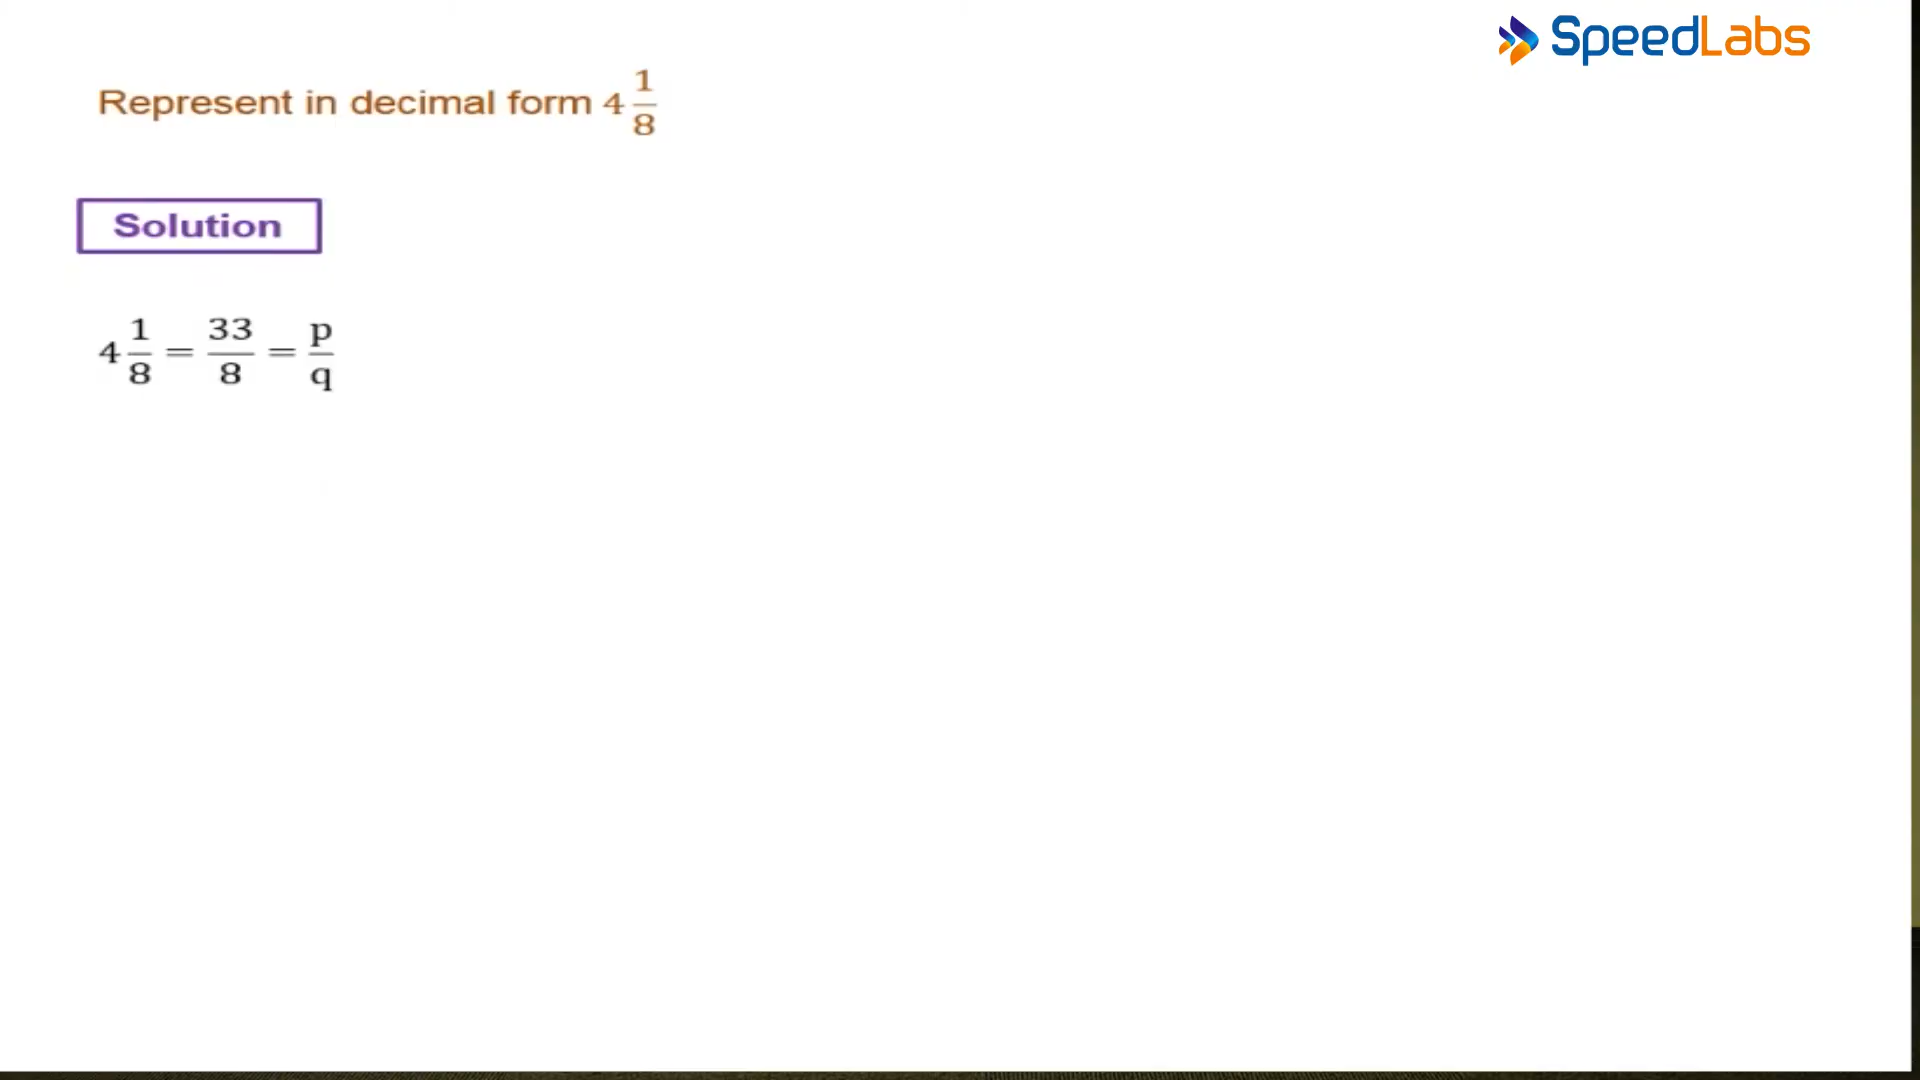 SpeedLabs
Represent in decimal form 4 1/8
Solution
4 1/8 = 33/8 = p/q